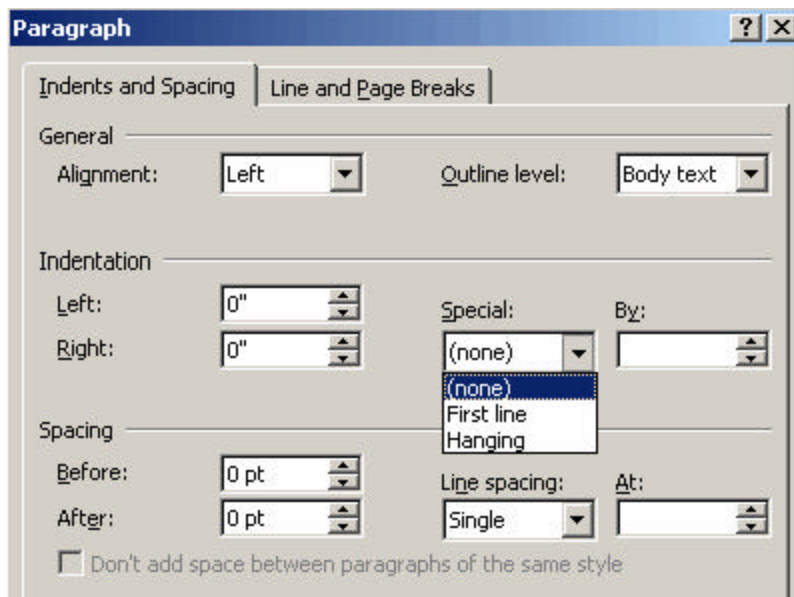 Paragraph ? X
Indents and Spacing Line and Page Breaks
General
Alignment: Left Outline level: Body text
Indentation
Left: 0" Special: By:
Right: 0" (none)
(none)
First line
Hanging
Spacing
Before: 0 pt Line spacing: At:
After: 0 pt Single
Don't add space between paragraphs of the same style